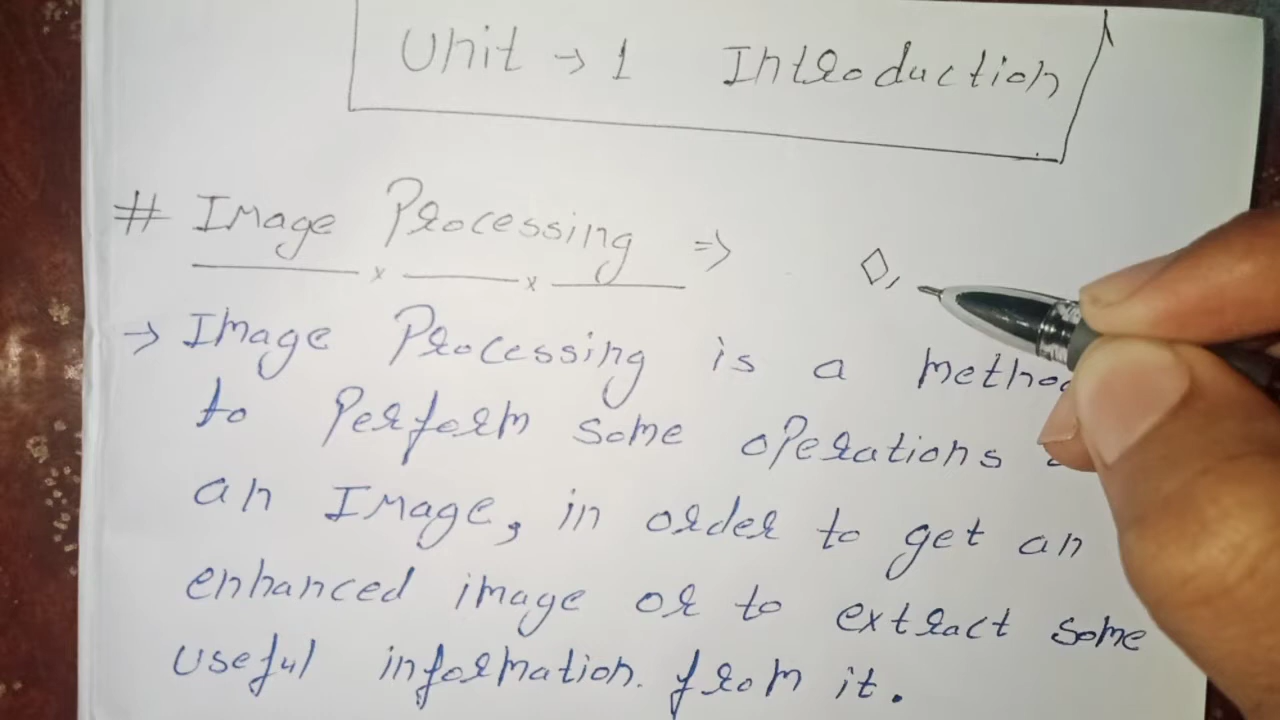 Unit → 1 Introduction
# Image Processing ⇒
→ Image Processing is a method
to Perform some operations
an Image, in order to get an
enhanced image or to extract some
useful information. from it.